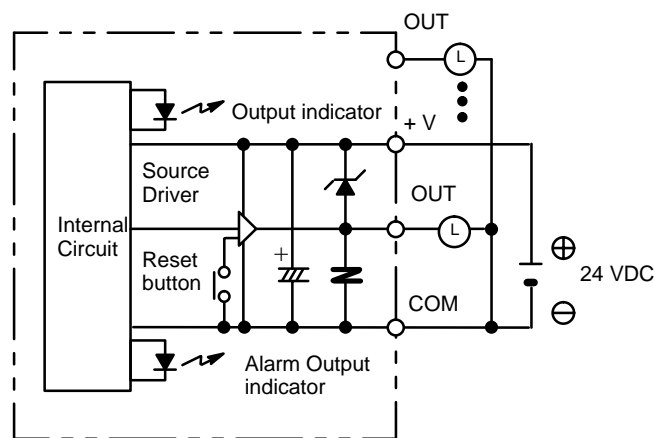 OUT
L
Output indicator
+ V
Source
Driver
OUT
Internal
Circuit
L
Reset
button
+
24 VDC
COM
Alarm Output
indicator